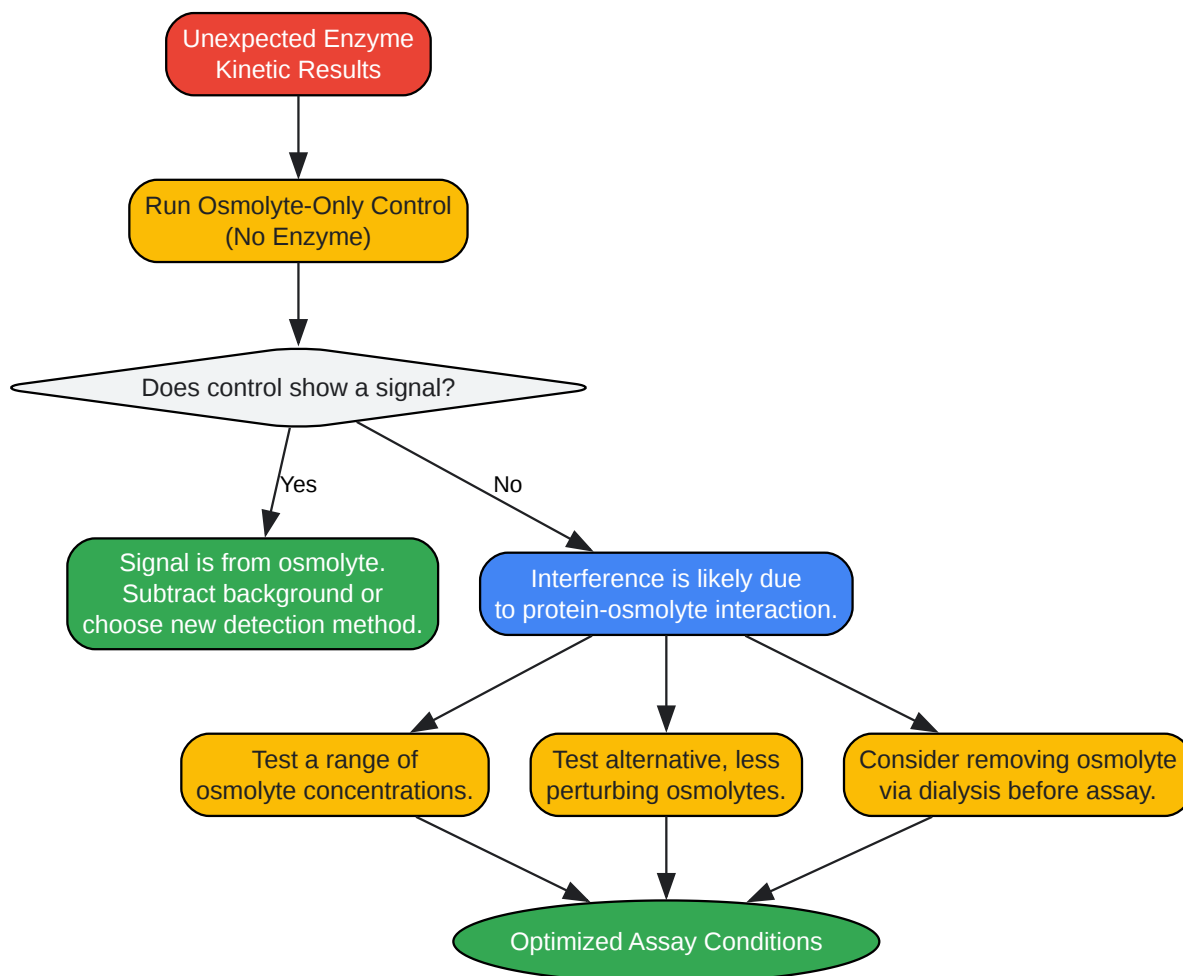 Unexpected Enzyme
Kinetic Results
Run Osmolyte-Only Control
(No Enzyme)
Does control show a signal?
Yes
No
Signal is from osmolyte.
Subtract background or
choose new detection method.
Interference is likely due
to protein-osmolyte interaction.
Test a range of
osmolyte concentrations.
Test alternative, less
perturbing osmolytes.
Consider removing osmolyte
via dialysis before assay.
Optimized Assay Conditions